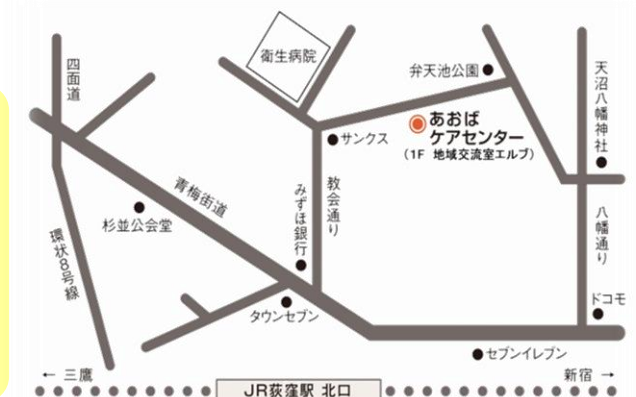 衛生病院
四面道
弁天池公園
天沼八幡神社
あおば
ケアセンター
（1F 地域交流室エルブ）
サンクス
教会通り
青梅街道
みずほ銀行
杉並公会堂
八幡通り
環状8号線
ドコモ
タウンセブン
セブンイレブン
← 三鷹
新宿 →
JR荻窪駅 北口